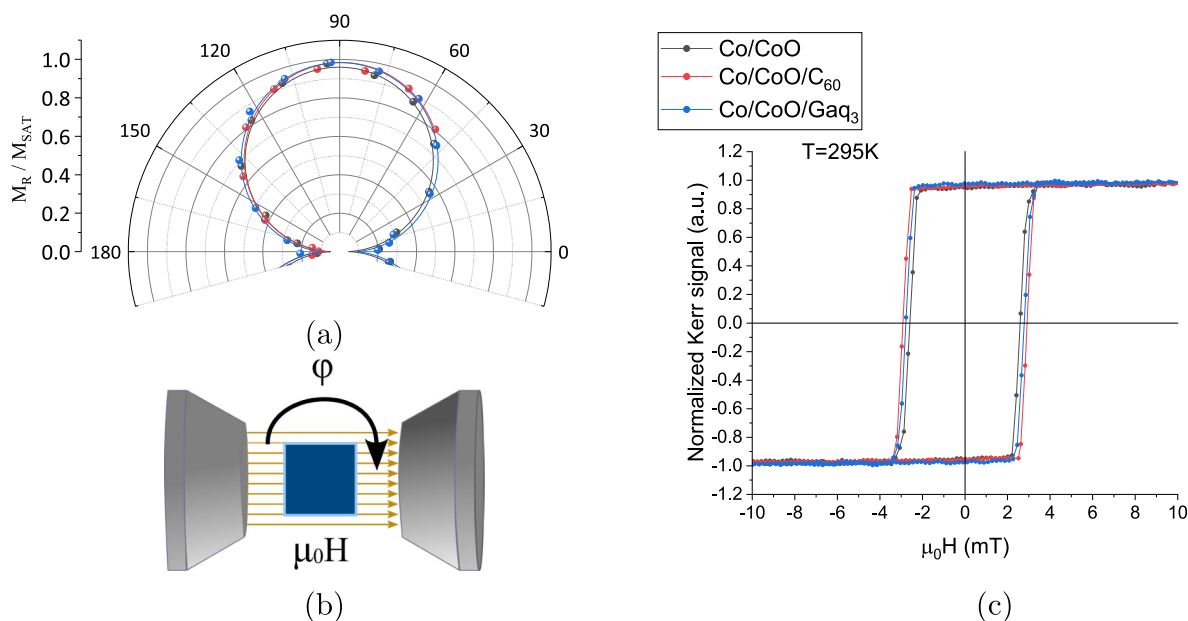 90
120
60
150
30
180
0
1.0
0.8
0.6
0.4
0.2
0.0
M_R / M_SAT
(a)
φ
μ₀H
(b)
Co/CoO
Co/CoO/C₆₀
Co/CoO/Gaq₃
T=295K
1.2
1.0
0.8
0.6
0.4
0.2
0.0
-0.2
-0.4
-0.6
-0.8
-1.0
-1.2
Normalized Kerr signal (a.u.)
-10 -8 -6 -4 -2 0 2 4 6 8 10
μ₀H (mT)
(c)